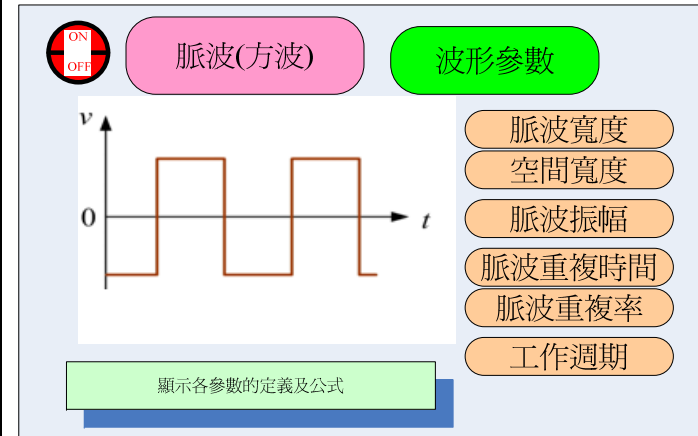 ON
OFF
脈波(方波)
波形參數
v
0
t
脈波寬度
空間寬度
脈波振幅
脈波重複時間
脈波重複率
工作週期
顯示各參數的定義及公式